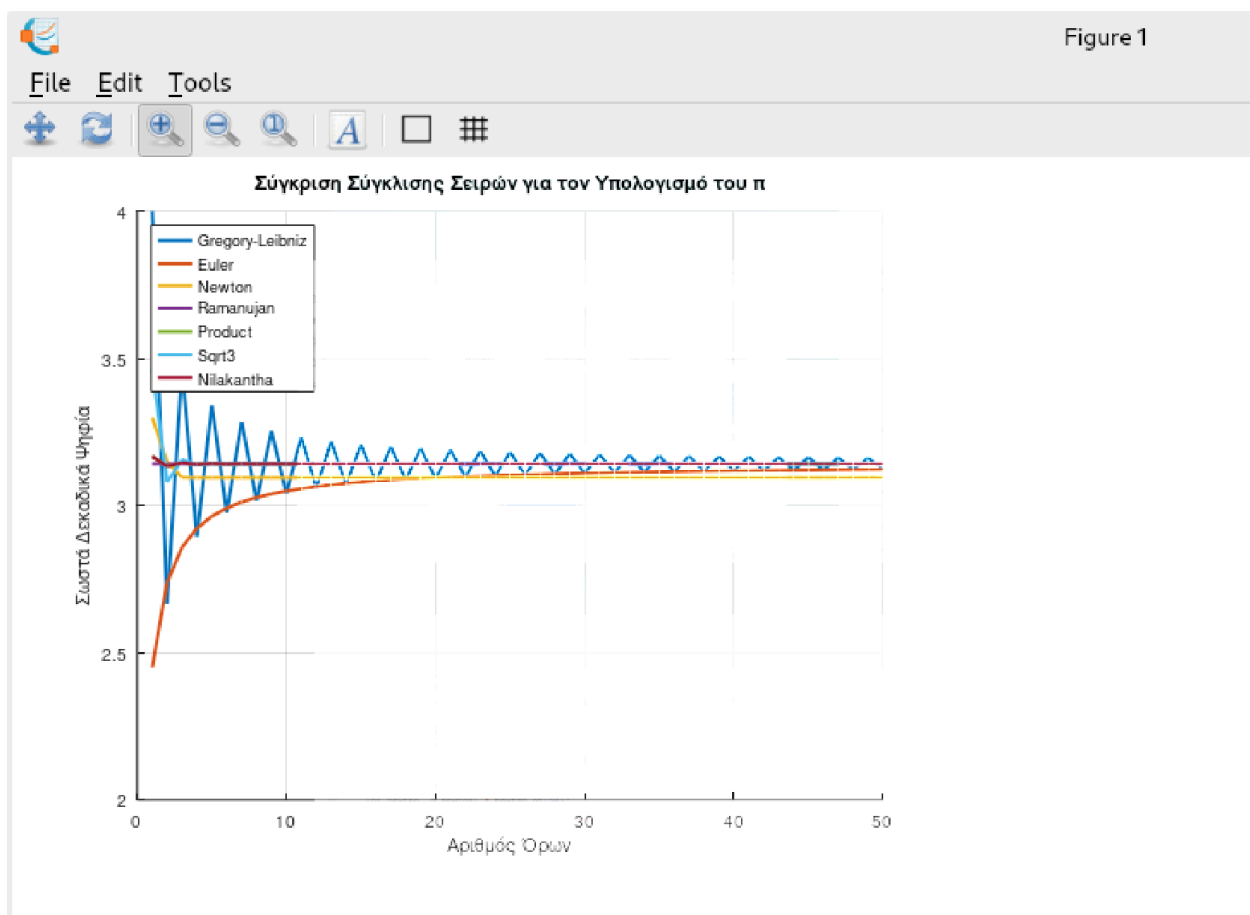 Figure 1
File Edit Tools
A
Σύγκριση Σύγκλισης Σειρών για τον Υπολογισμό του π
4
3.5
3
2.5
2
Σωστά Δεκαδικά Ψηφία
Gregory-Leibniz
Euler
Newton
Ramanujan
Product
Sqrt3
Nilakantha
0 10 20 30 40 50
Αριθμός Όρων